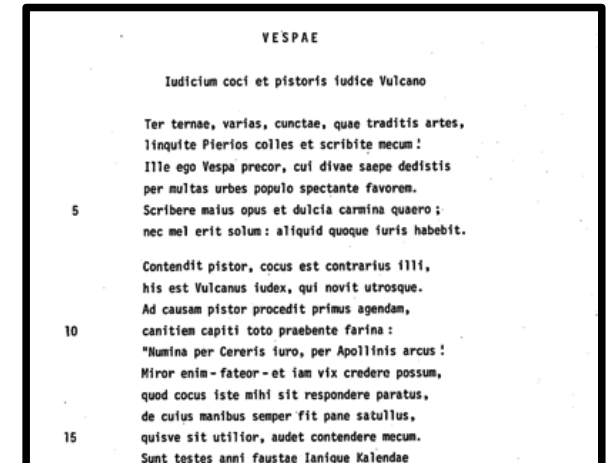 VESPAE
Iudicium coci et pistoris iudice Vulcano
Ter ternae, varias, cunctae, quae traditis artes,
linquite Pierios colles et scribite mecum!
Ille ego Vespa precor, cui divae saepe dedistis
per multas urbes populo spectante favorem.
5 Scribere maius opus et dulcia carmina quaero;
nec mel erit solum: aliquid quoque iuris habebit.
Contendit pistor, cocus est contrarius illi,
his est Vulcanus iudex, qui novit utrosque.
Ad causam pistor procedit primus agendam,
10 canitiem capiti toto praebente farina:
"Numina per Cereris iuro, per Apollinis arcus!
Miror enim-fateor-et iam vix credere possum,
quod cocus iste mihi sit respondere paratus,
de cuius manibus semper fit pane satullus,
15 quisve sit utilior, audet contendere mecum.
Sunt testes anni faustae Ianique Kalendae